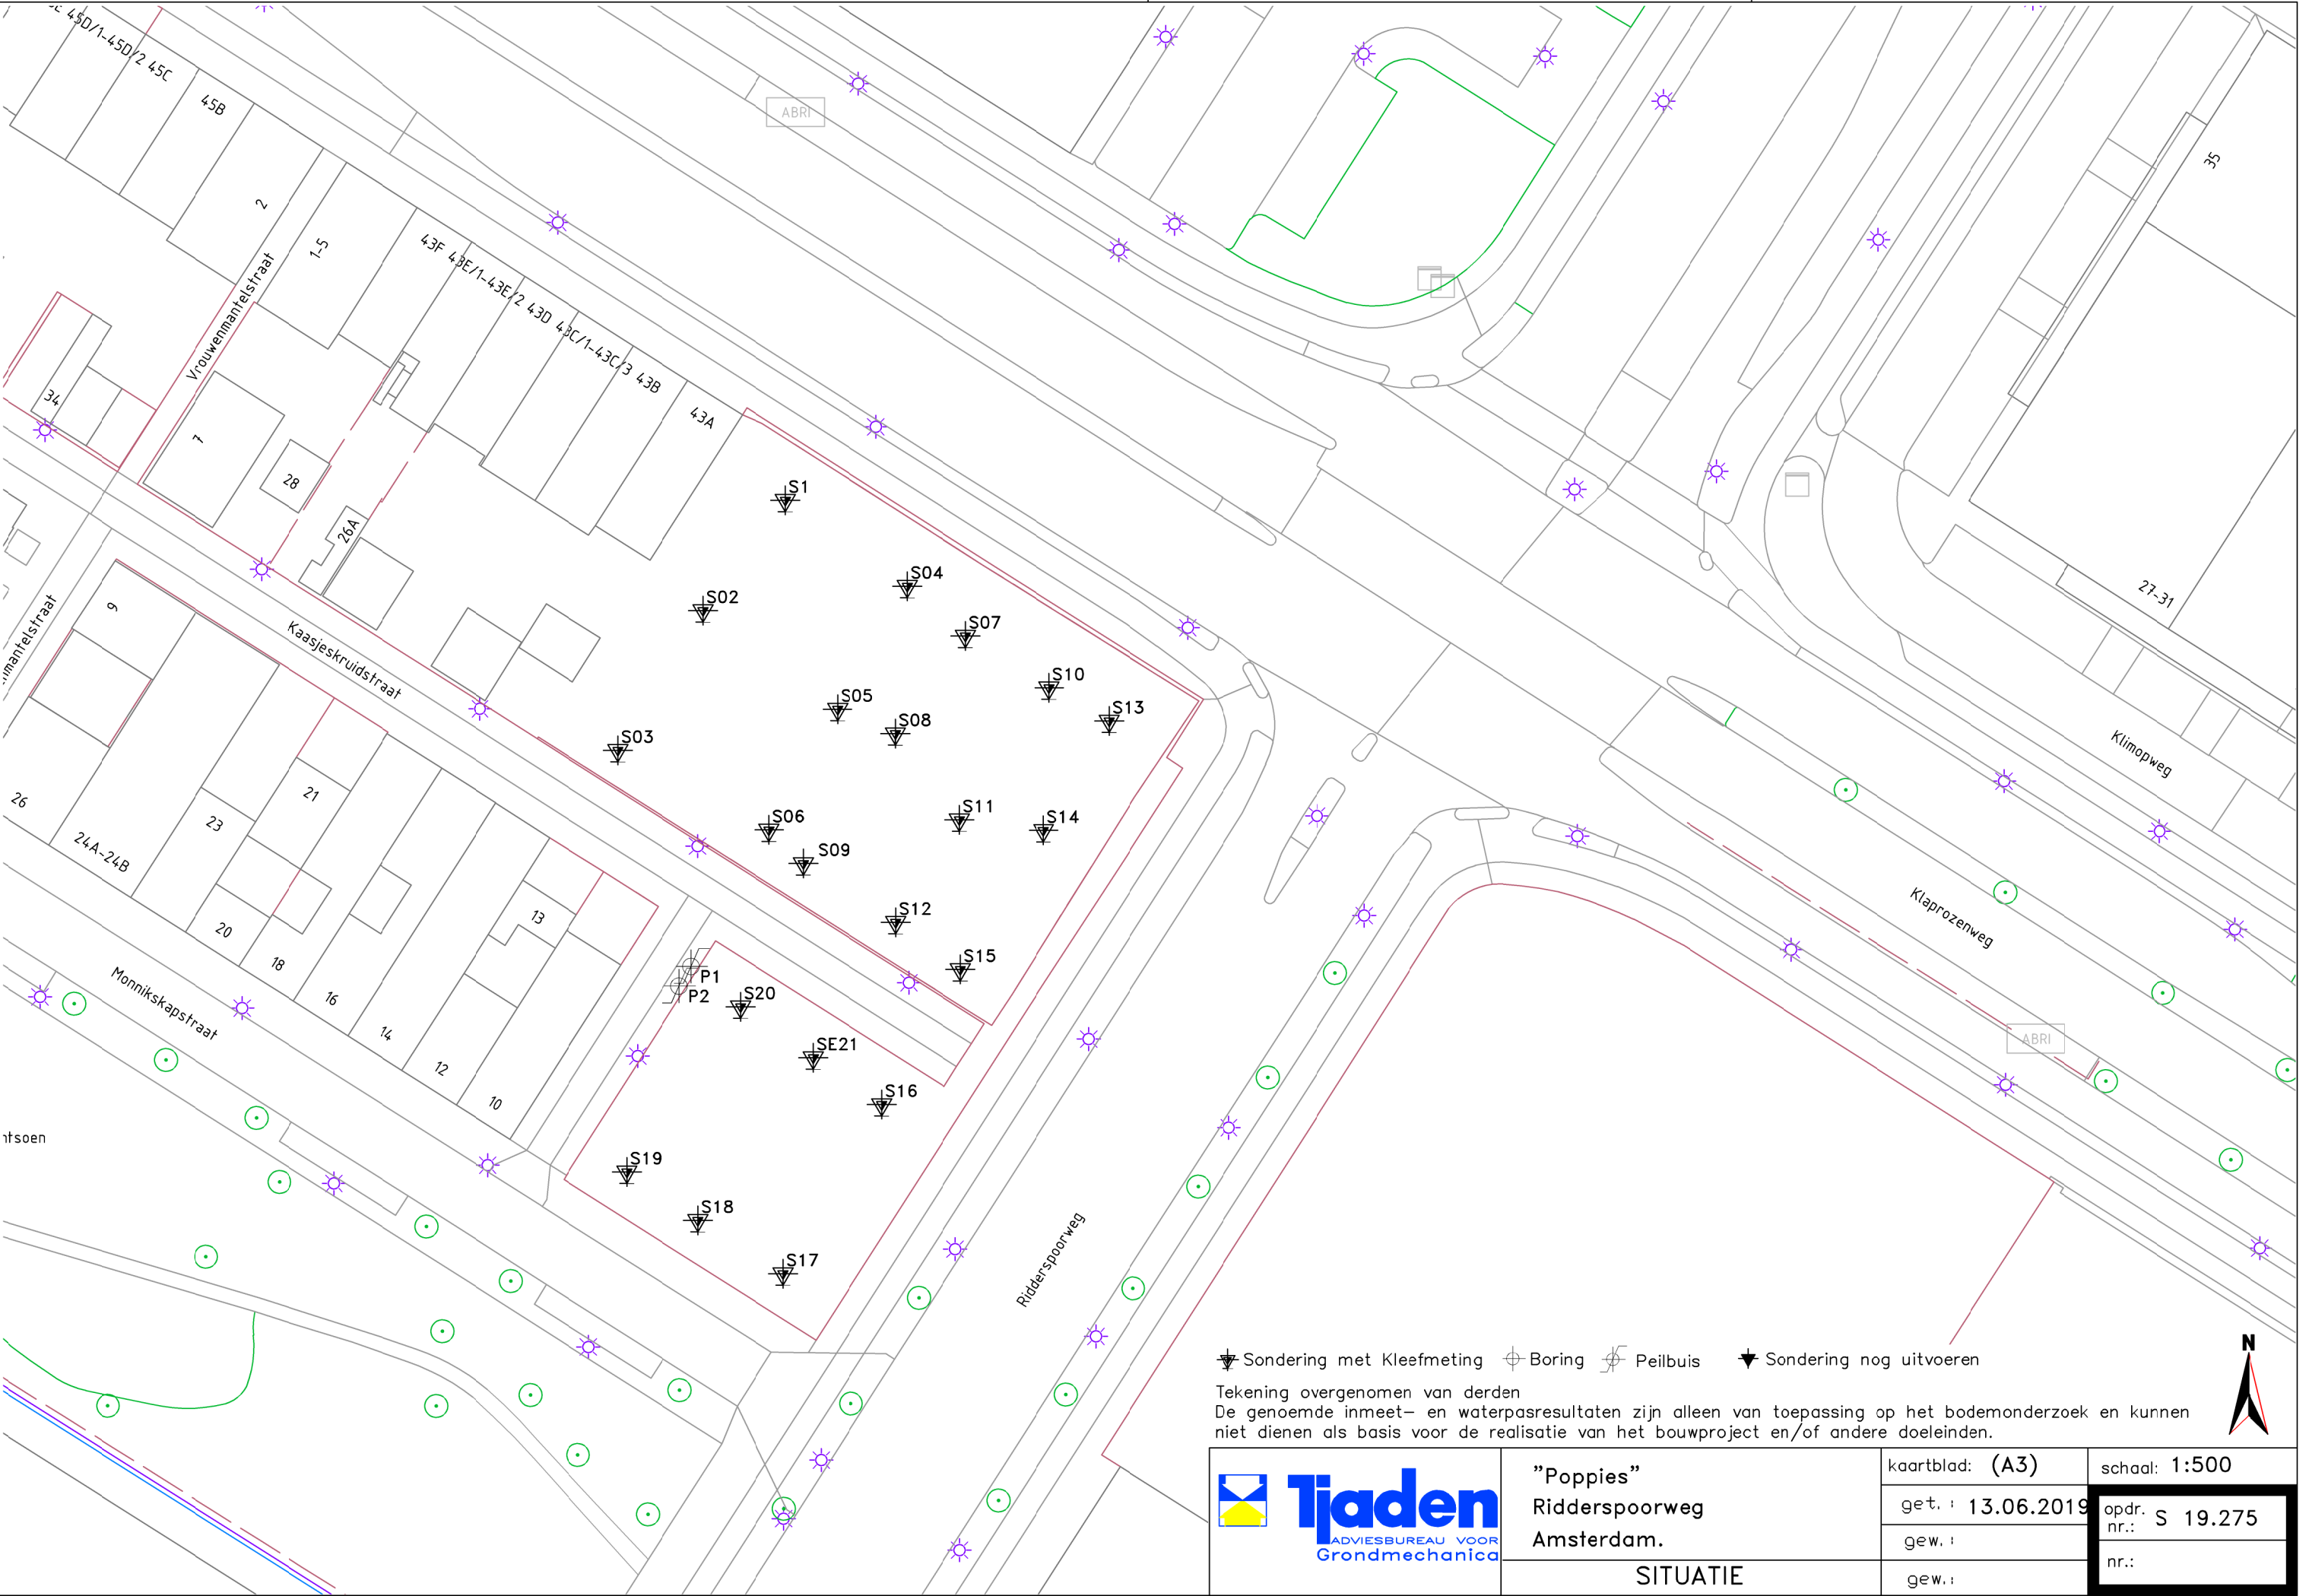 45D/1-45D/2 45C
45B
ABRI
2
1-5
43F 43E/1-43E/2 43D 43C/1-43C/3 43B
43A
35
Vrouwenmantelstraat
34
7
28
26A
S1
S02
S04
S07
S10
S13
S05
S08
S03
S11
S14
S06
S09
S12
S15
27-31
9
Kaasjeskruidstraat
nmantelstraat
26
24A-24B
23
21
20
18
16
14
12
10
13
Klimopweg
Klaprozenweg
ABRI
Monnikskapstraat
P1
P2
S20
SE21
S16
S19
S18
S17
ntsoen
Ridderspoorweg
N
Sondering met Kleefmeting Boring Peilbuis Sondering nog uitvoeren
Tekening overgenomen van derden
De genoemde inmeet- en waterpasresultaten zijn alleen van toepassing op het bodemonderzoek en kunnen
niet dienen als basis voor de realisatie van het bouwproject en/of andere doeleinden.
Tjaden
ADVIESBUREAU VOOR
Grondmechanica
"Poppies"
Ridderspoorweg
Amsterdam.
SITUATIE
kaartblad: (A3)
schaal: 1:500
get. : 13.06.2019
gew. :
gew.:
opdr.
nr.: S 19.275
nr.: